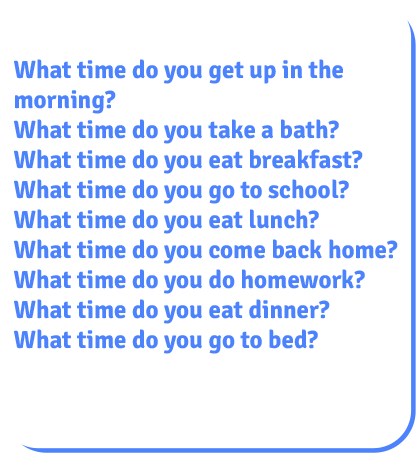 What time do you get up in the
morning?
What time do you take a bath?
What time do you eat breakfast?
What time do you go to school?
What time do you eat lunch?
What time do you come back home?
What time do you do homework?
What time do you eat dinner?
What time do you go to bed?